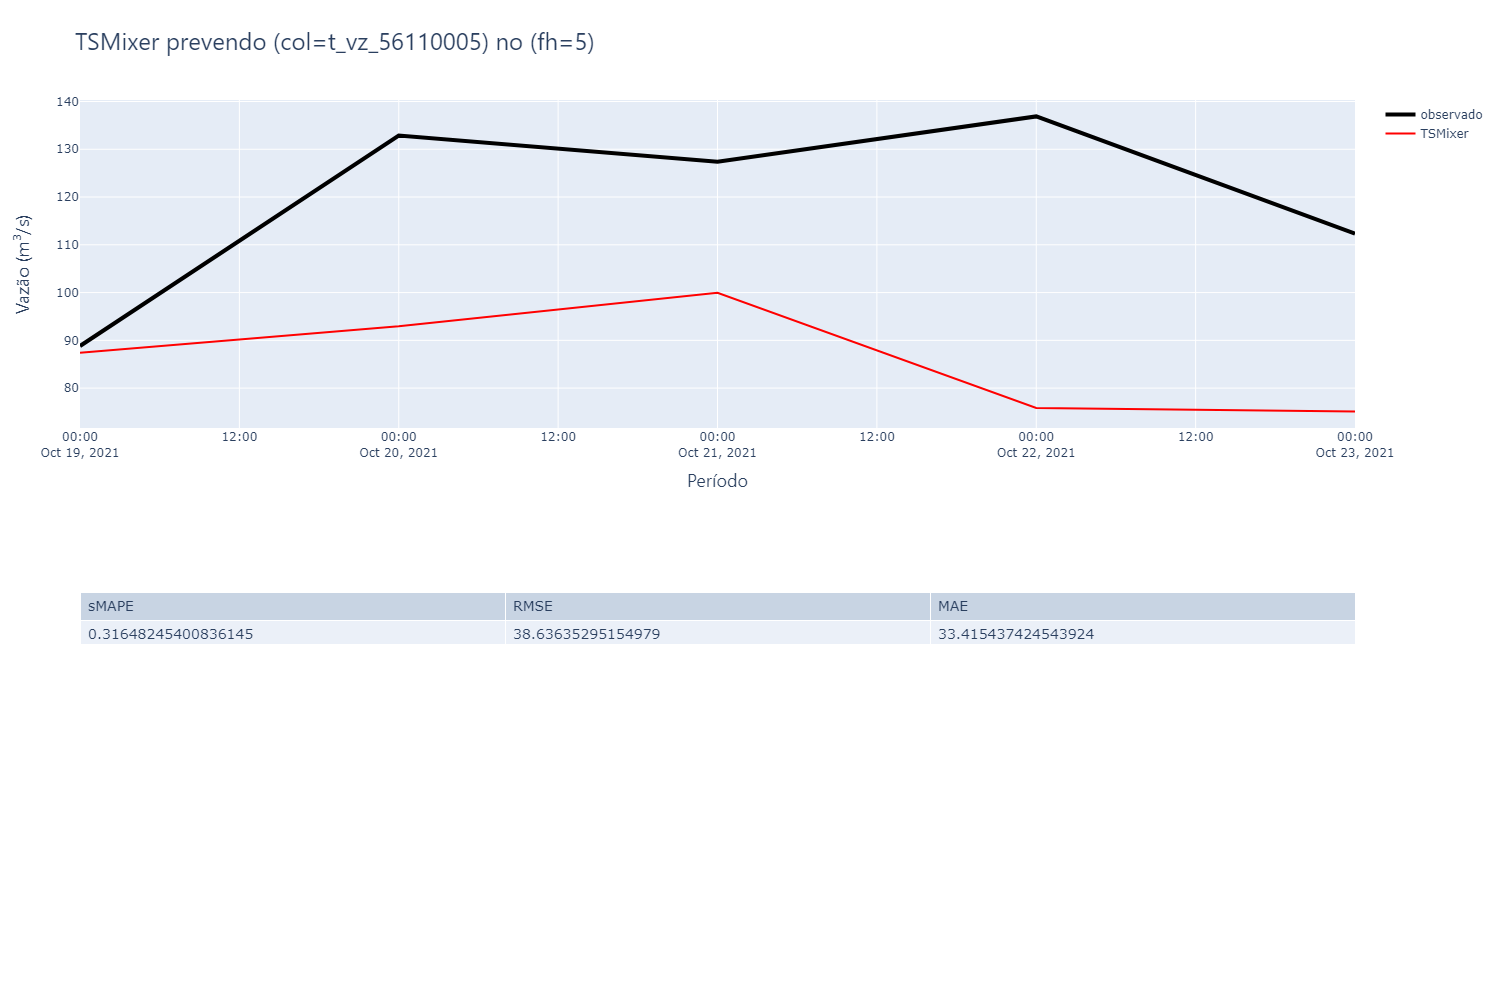 TSMixer prevendo (col=t_vz_56110005) no (fh=5)
140
130
120
110
100
90
80
Vazão (m³/s)
observado
TSMixer
00:00 12:00 00:00 12:00 00:00 12:00 00:00 12:00 00:00
Oct 19, 2021 Oct 20, 2021 Oct 21, 2021 Oct 22, 2021 Oct 23, 2021
Período
sMAPE RMSE MAE
0.31648245400836145 38.63635295154979 33.415437424543924